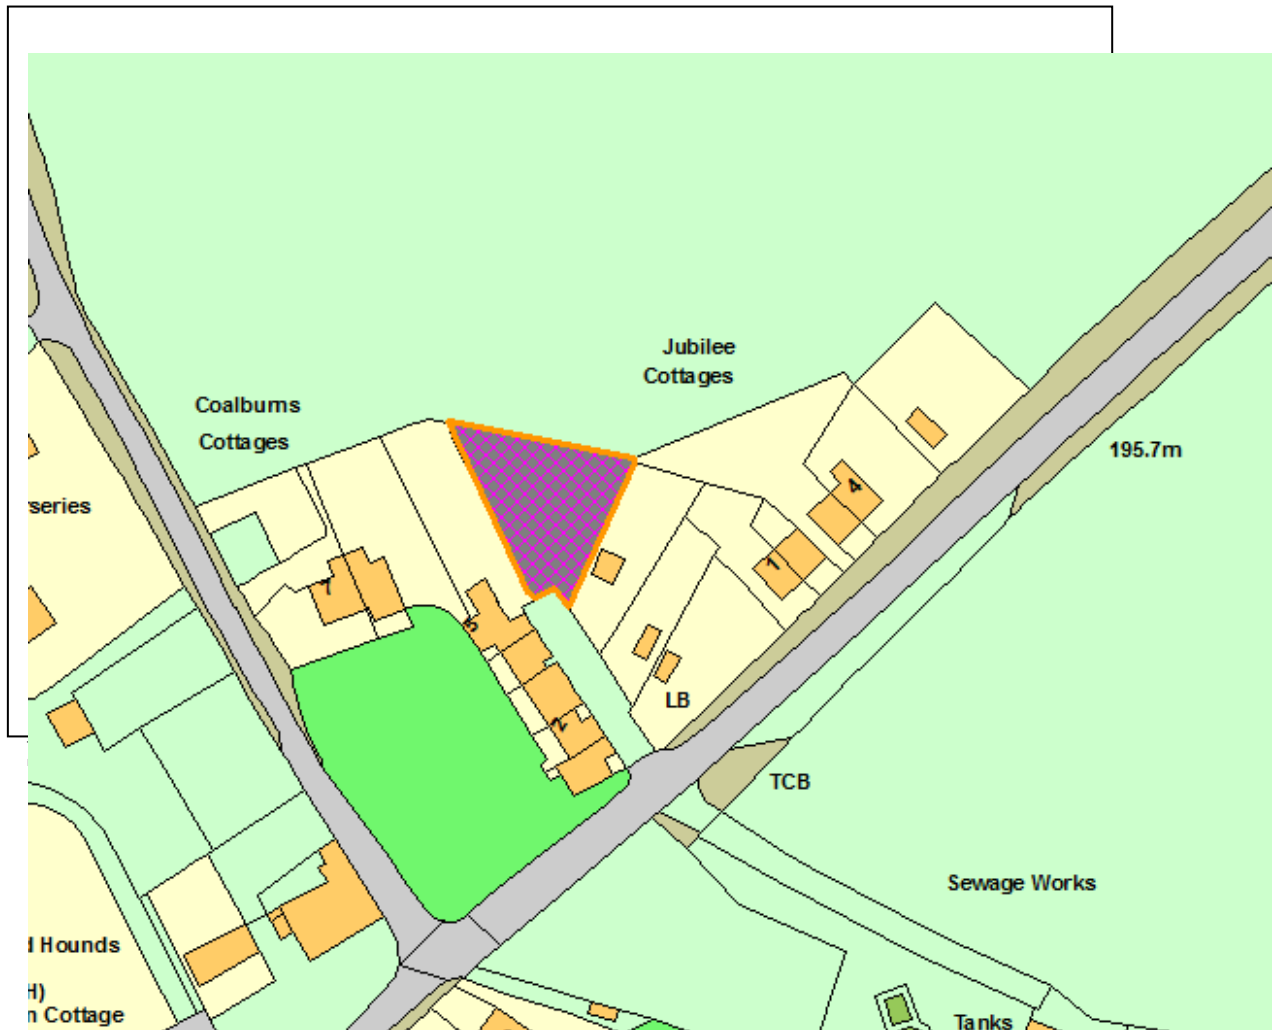 Jubilee
Cottages
Coalburns
Cottages
195.7m
rseries
4
1
7
5
2
LB
TCB
Sewage Works
d Hounds
H)
n Cottage
Tanks